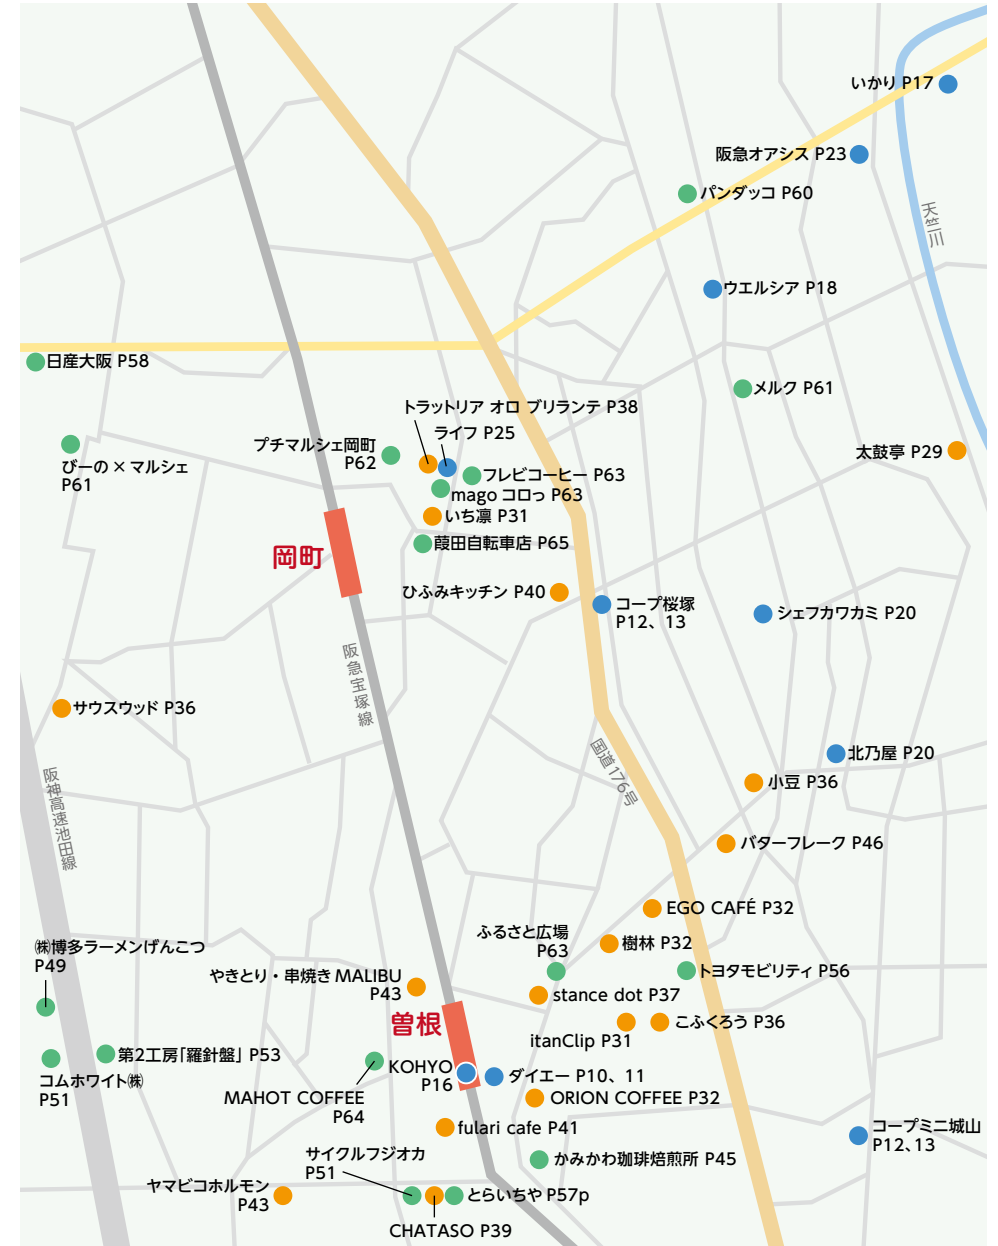 いかり P17
阪急オアシス P23
パンダッコ P60
天竺川
ウエルシア P18
日産大阪 P58
メルク P61
トラットリア オロ ブリランテ P38
ライフ P25
プチマルシェ岡町
P62
太鼓亭 P29
びーの × マルシェ
P61
フレビコーヒー P63
mago コロっ P63
いち凛 P31
葭田自転車店 P65
岡町
ひふみキッチン P40
コープ桜塚
P12、13
シェフカワカミ P20
阪急宝塚線
サウスウッド P36
国道176号
北乃屋 P20
阪神高速池田線
小豆 P36
バターフレーク P46
EGO CAFÉ P32
ふるさと広場
P63
樹林 P32
㈱博多ラーメンげんこつ
P49
トヨタモビリティ P56
やきとり・串焼き MALIBU
P43
stance dot P37
曽根
itanClip P31
こふくろう P36
第2工房「羅針盤」 P53
コムホワイト㈱
P51
KOHYO
P16
ダイエー P10、11
MAHOT COFFEE
P64
ORION COFFEE P32
fulari cafe P41
コープミニ城山
P12、13
サイクルフジオカ
P51
かみかわ珈琲焙煎所 P45
ヤマビコホルモン
P43
とらいちや P57p
CHATASO P39